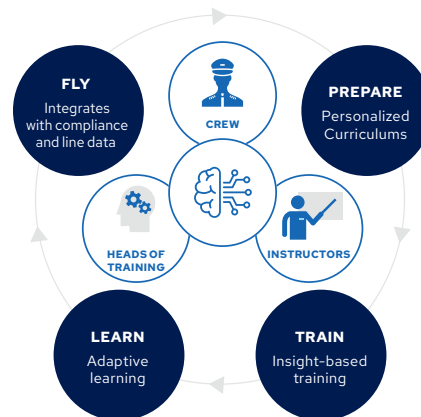 FLY
Integrates
with compliance
and line data
CREW
PREPARE
Personalized
Curriculums
HEADS OF
TRAINING
INSTRUCTORS
LEARN
Adaptive
learning
TRAIN
Insight-based
training